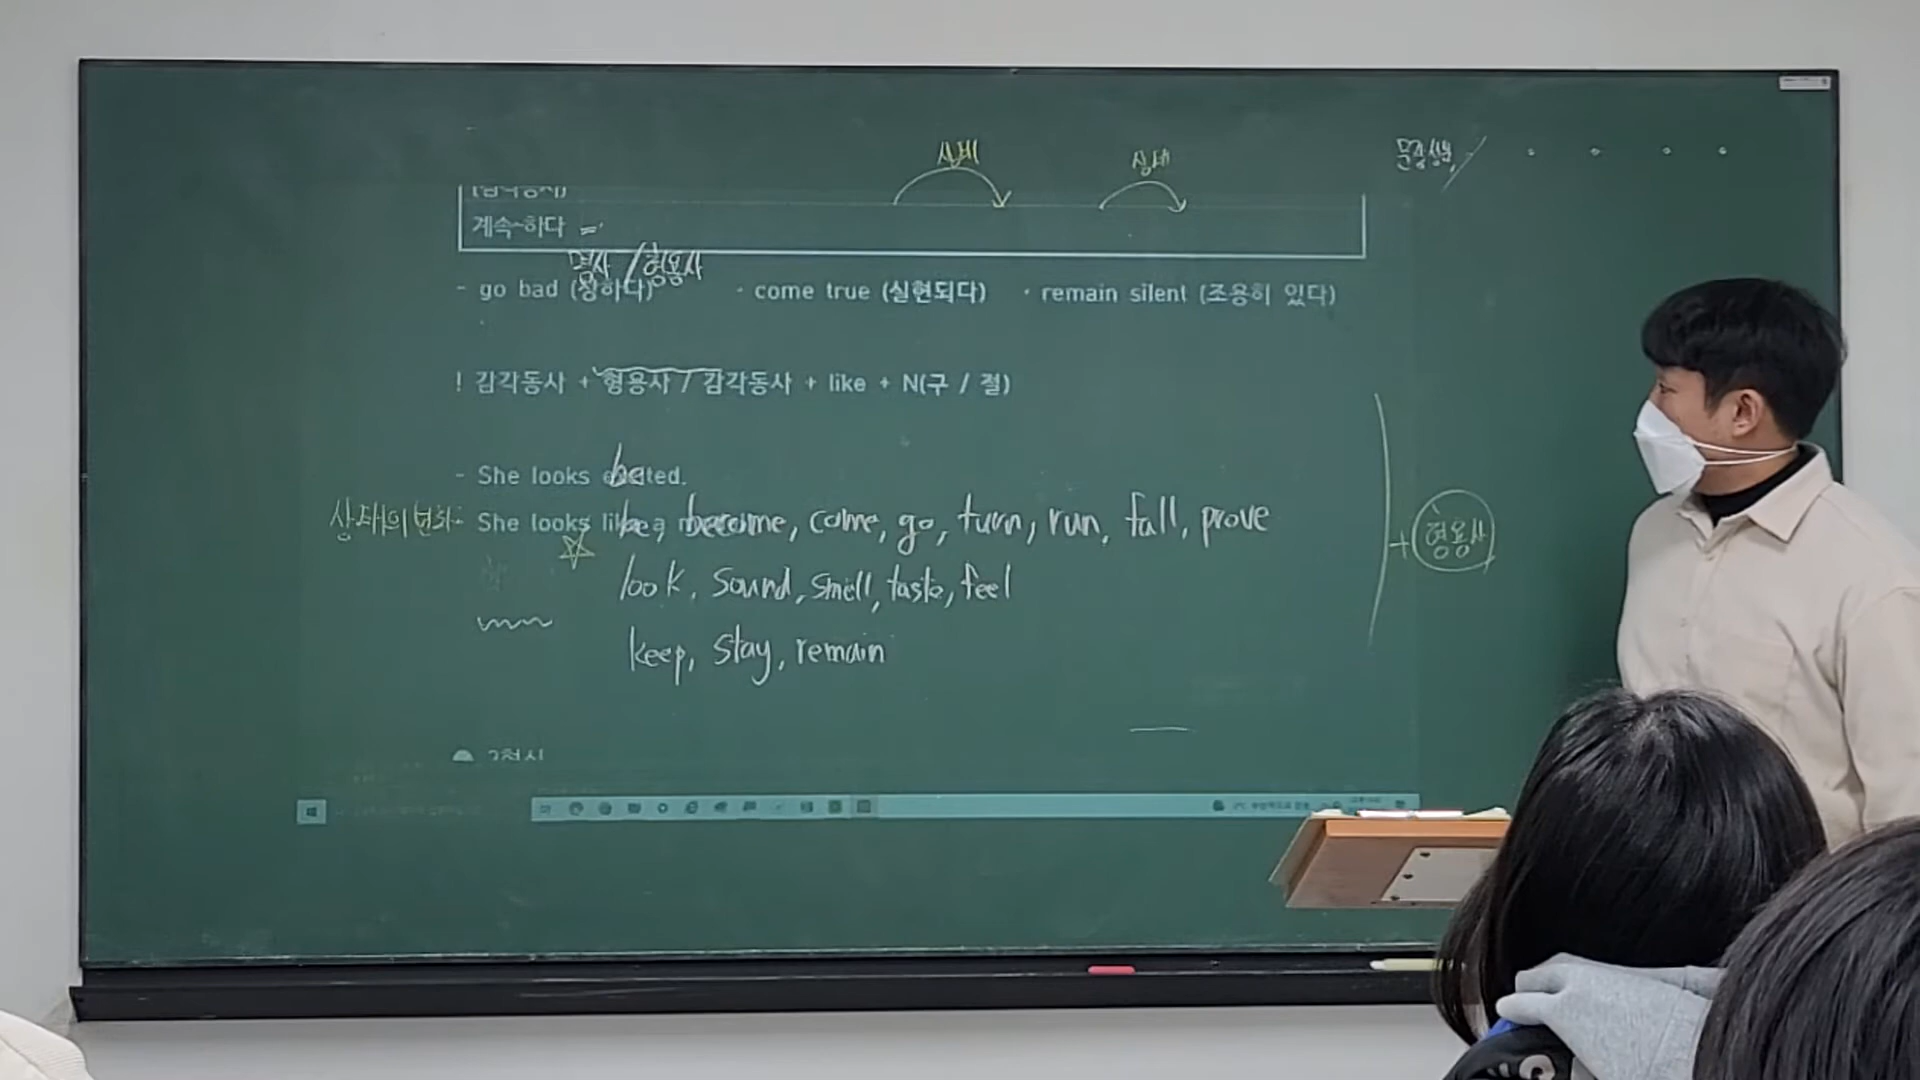 상태 상태
문장성분
계속~하다 =
명사 / 형용사
- go bad (상하다) · come true (실현되다) · remain silent (조용히 있다)
! 감각동사 + 형용사 / 감각동사 + like + N(구 / 절)
be
- She looks excited.
상태의 변화
- She looks like a
be, become, come, go, turn, run, fall, prove
+ 형용사
look, sound, smell, taste, feel
keep, stay, remain